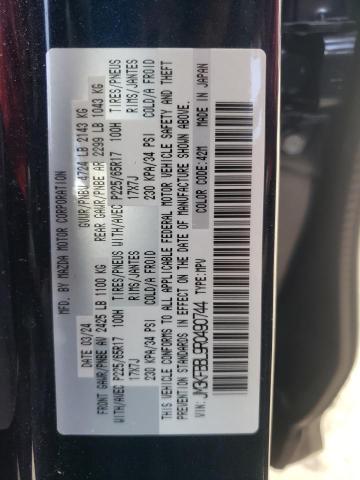 MFD. BY MAZDA MOTOR CORPORATION
DATE 03/24 GVWR/PNBV 4724 LB 2143 KG
FRONT GAWR/PNBE AV 2425 LB 1100 KG REAR GAWR/PNBE AR 2299 LB 1043 KG
WITH/AVEC P225/65R17 100H TIRES/PNEUS WITH/AVEC P225/65R17 100H TIRES/PNEUS
17X7J RIMS/JANTES 17X7J RIMS/JANTES
230 KPA/34 PSI COLD/A FROID 230 KPA/34 PSI COLD/A FROID
THIS VEHICLE CONFORMS TO ALL APPLICABLE FEDERAL MOTOR VEHICLE SAFETY AND THEFT
PREVENTION STANDARDS IN EFFECT ON THE DATE OF MANUFACTURE SHOWN ABOVE.
VIN: JM3KFBBL9R0490744 TYPE: MPV COLOR CODE: 42M MADE IN JAPAN